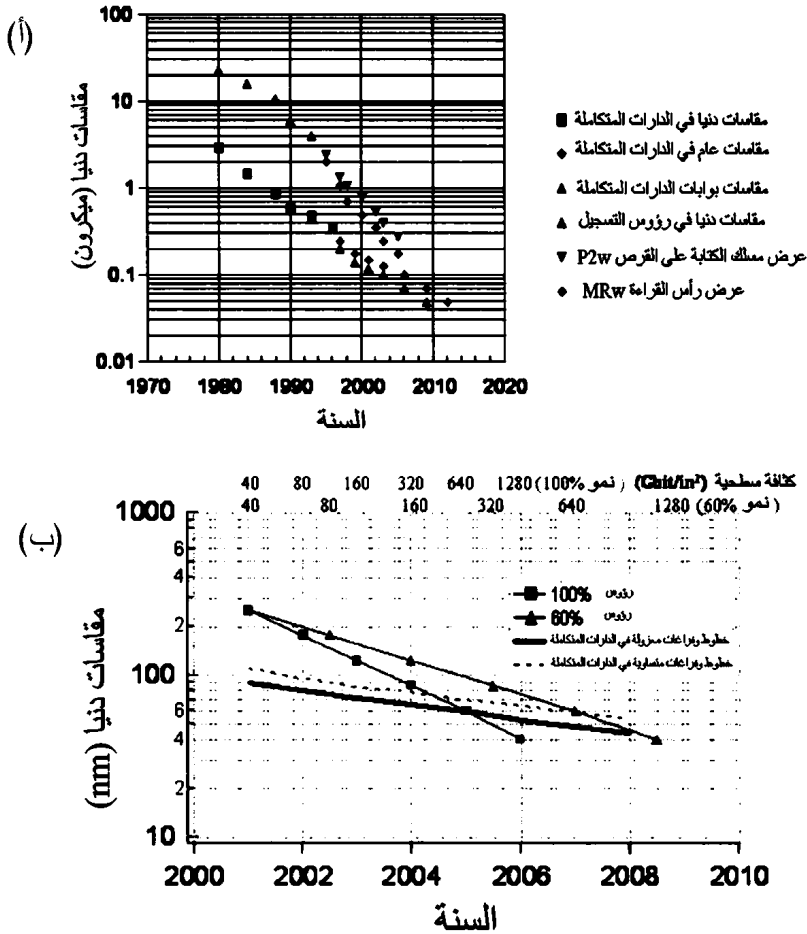 (أ)
100
10
1
0.1
0.01
مقاسات دنيا (ميكرون)
1970 1980 1990 2000 2010 2020
السنة
مقاسات دنيا في الدارات المتكاملة
مقاسات عام في الدارات المتكاملة
مقاسات بوابات الدارات المتكاملة
مقاسات دنيا في رؤوس التسجيل
عرض مسلك الكتابة على القرص P2w
عرض رأس القراءة MRw
(ب)
كثافة سطحية (Gbit/in²) (نمو 100%) 1280 640 320 160 80 40
(نمو 60%) 1280 640 320 160 80 40
1000
6
4
2
100
6
4
2
10
مقاسات دنيا (nm)
رؤوس 100%
رؤوس 60%
خطوط وفراغات معزولة في الدارات المتكاملة
خطوط وفراغات متساوية في الدارات المتكاملة
2000 2002 2004 2006 2008 2010
السنة